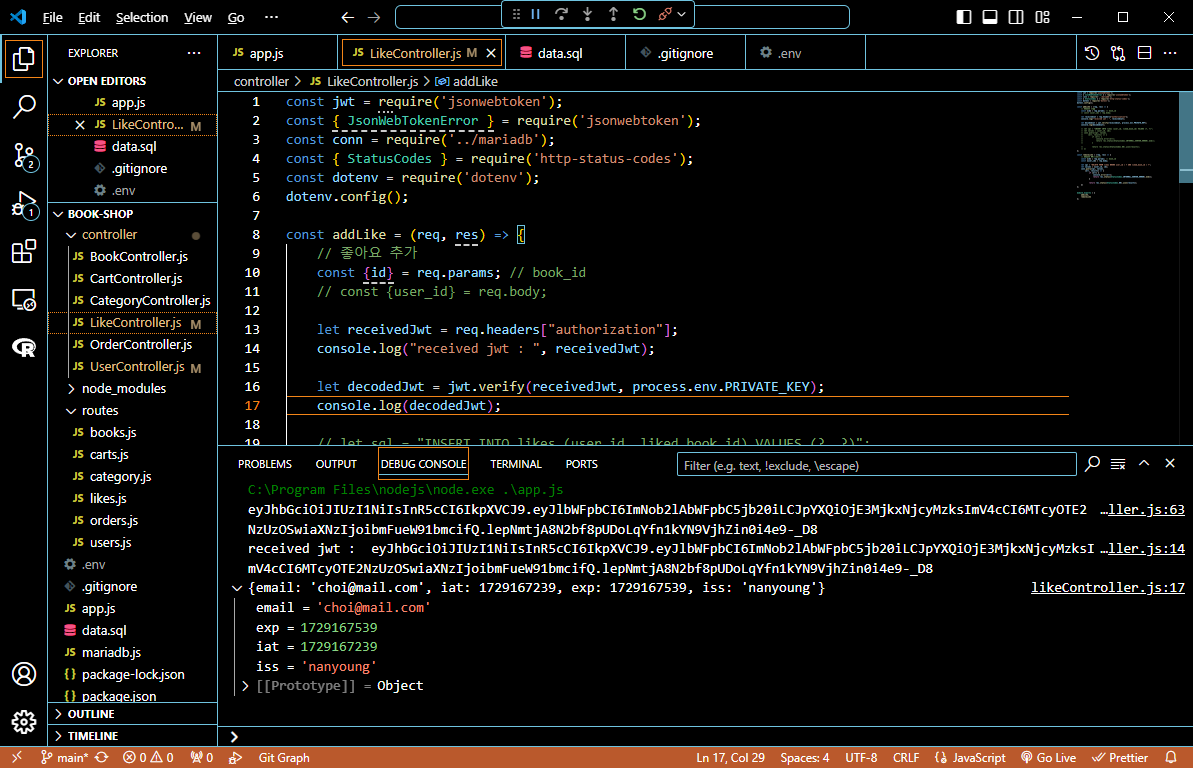 File Edit Selection View Go ···
EXPLORER ···
OPEN EDITORS
JS app.js
JS LikeContro... M
data.sql
.gitignore
.env
BOOK-SHOP
controller
JS BookController.js
JS CartController.js
JS CategoryController.js
JS LikeController.js M
JS OrderController.js
JS UserController.js M
node_modules
routes
JS books.js
JS carts.js
JS category.js
JS likes.js
JS orders.js
JS users.js
.env
.gitignore
JS app.js
data.sql
JS mariadb.js
{} package-lock.json
{} package.json
OUTLINE
TIMELINE
2
1
JS app.js
JS LikeController.js M
data.sql
.gitignore
.env
controller > JS LikeController.js > addLike
1 const jwt = require('jsonwebtoken');
2 const { JsonWebTokenError } = require('jsonwebtoken');
3 const conn = require('../mariadb');
4 const { StatusCodes } = require('http-status-codes');
5 const dotenv = require('dotenv');
6 dotenv.config();
7
8 const addLike = (req, res) => {
9 // 좋아요 추가
10 const {id} = req.params; // book_id
11 // const {user_id} = req.body;
12
13 let receivedJwt = req.headers["authorization"];
14 console.log("received jwt : ", receivedJwt);
15
16 let decodedJwt = jwt.verify(receivedJwt, process.env.PRIVATE_KEY);
17 console.log(decodedJwt);
18
19 // let sql = "INSERT INTO likes (user_id, liked_book_id) VALUES (?, ?)";
PROBLEMS OUTPUT DEBUG CONSOLE TERMINAL PORTS
Filter (e.g. text, !exclude, \escape)
C:\Program Files\nodejs\node.exe .\app.js
eyJhbGciOiJIUzI1NiIsInR5cCI6IkpXVCJ9.eyJlbWFpbCI6ImNob2lAbWFpbC5jb20iLCJpYXQiOjE3MjkxNjcyMzksImV4cCI6MTcyOTE2 …ller.js:63
NzUzOSwiaXNzIjoibmFueW91bmcifQ.lepNmtjA8N2bf8pUDoLqYfn1kYN9VjhZin0i4e9-_D8
received jwt :  eyJhbGciOiJIUzI1NiIsInR5cCI6IkpXVCJ9.eyJlbWFpbCI6ImNob2lAbWFpbC5jb20iLCJpYXQiOjE3MjkxNjcyMzksI …ller.js:14
mV4cCI6MTcyOTE2NzUzOSwiaXNzIjoibmFueW91bmcifQ.lepNmtjA8N2bf8pUDoLqYfn1kYN9VjhZin0i4e9-_D8
{email: 'choi@mail.com', iat: 1729167239, exp: 1729167539, iss: 'nanyoung'} likeController.js:17
email = 'choi@mail.com'
exp = 1729167539
iat = 1729167239
iss = 'nanyoung'
[[Prototype]] = Object
main* 0 0 0 Git Graph Ln 17, Col 29 Spaces: 4 UTF-8 CRLF {} JavaScript Go Live Prettier